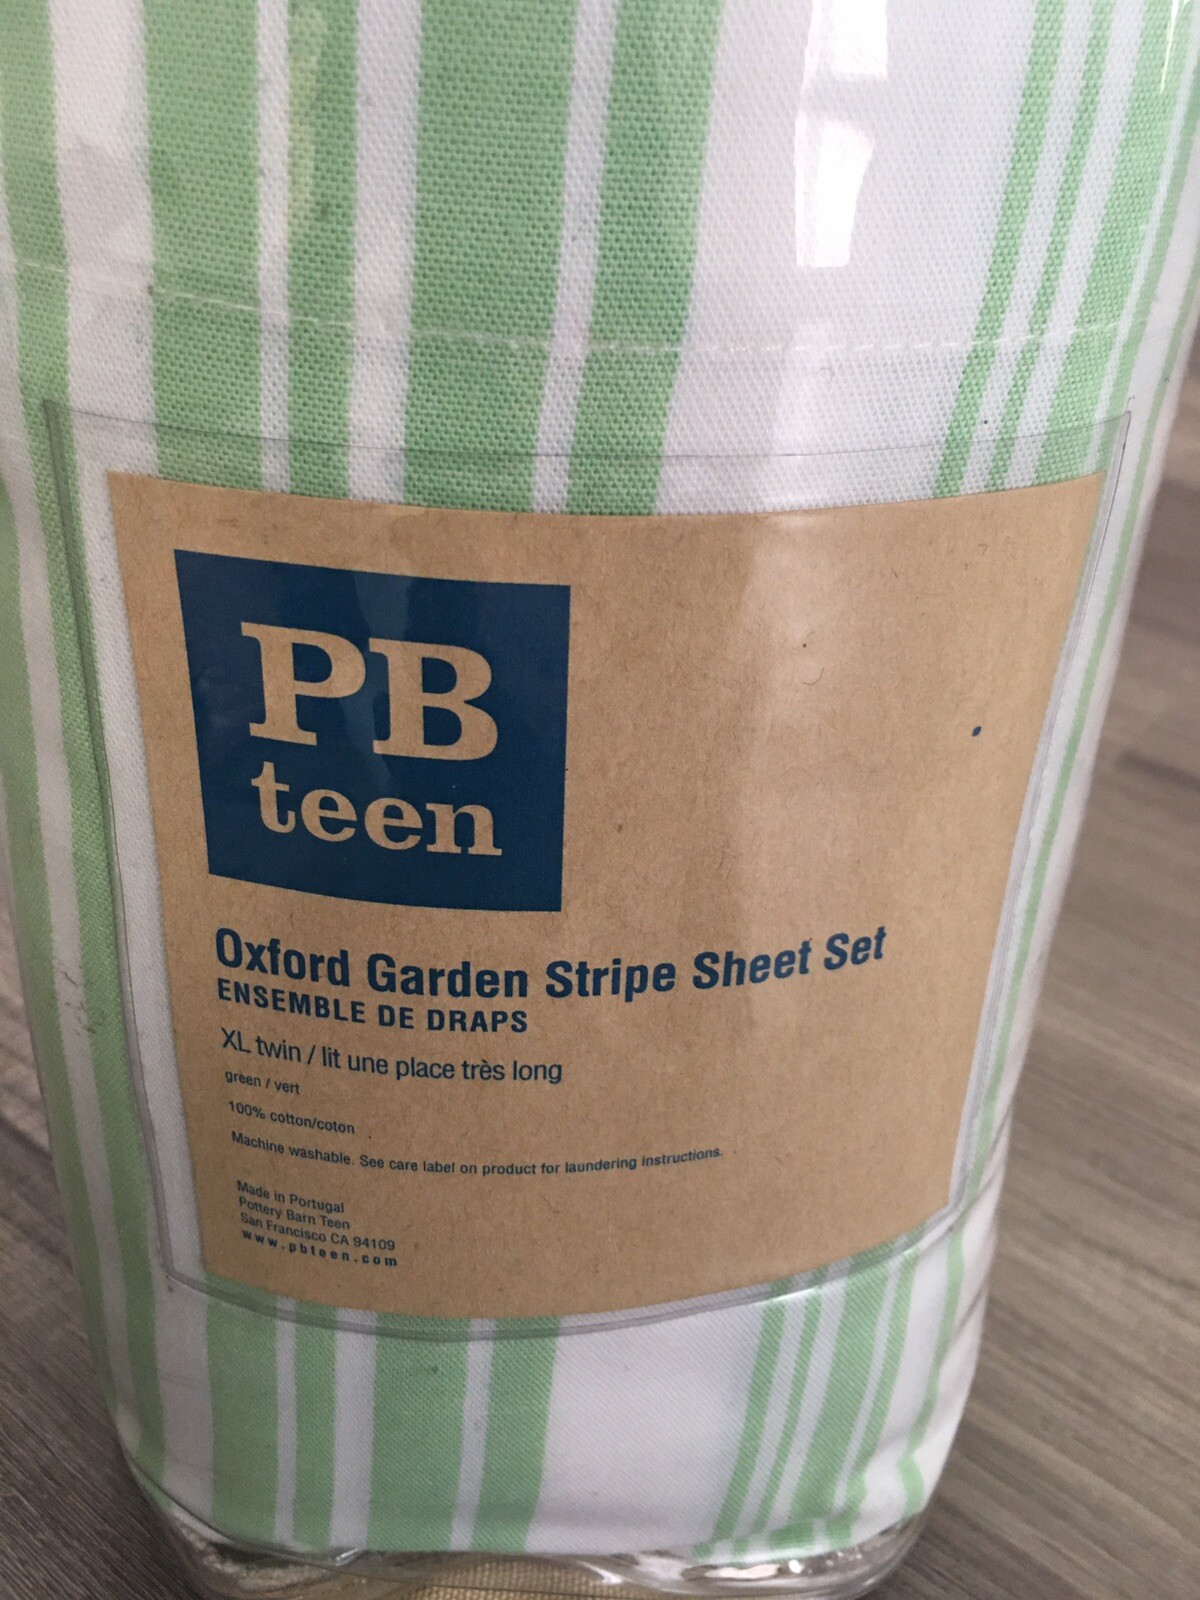 PB
teen
Oxford Garden Stripe Sheet Set
ENSEMBLE DE DRAPS
XL twin / lit une place très long
green / vert
100% cotton/coton
Machine washable. See care label on product for laundering instructions.
Made in Portugal
Pottery Barn Teen
San Francisco CA 94109
www.pbteen.com